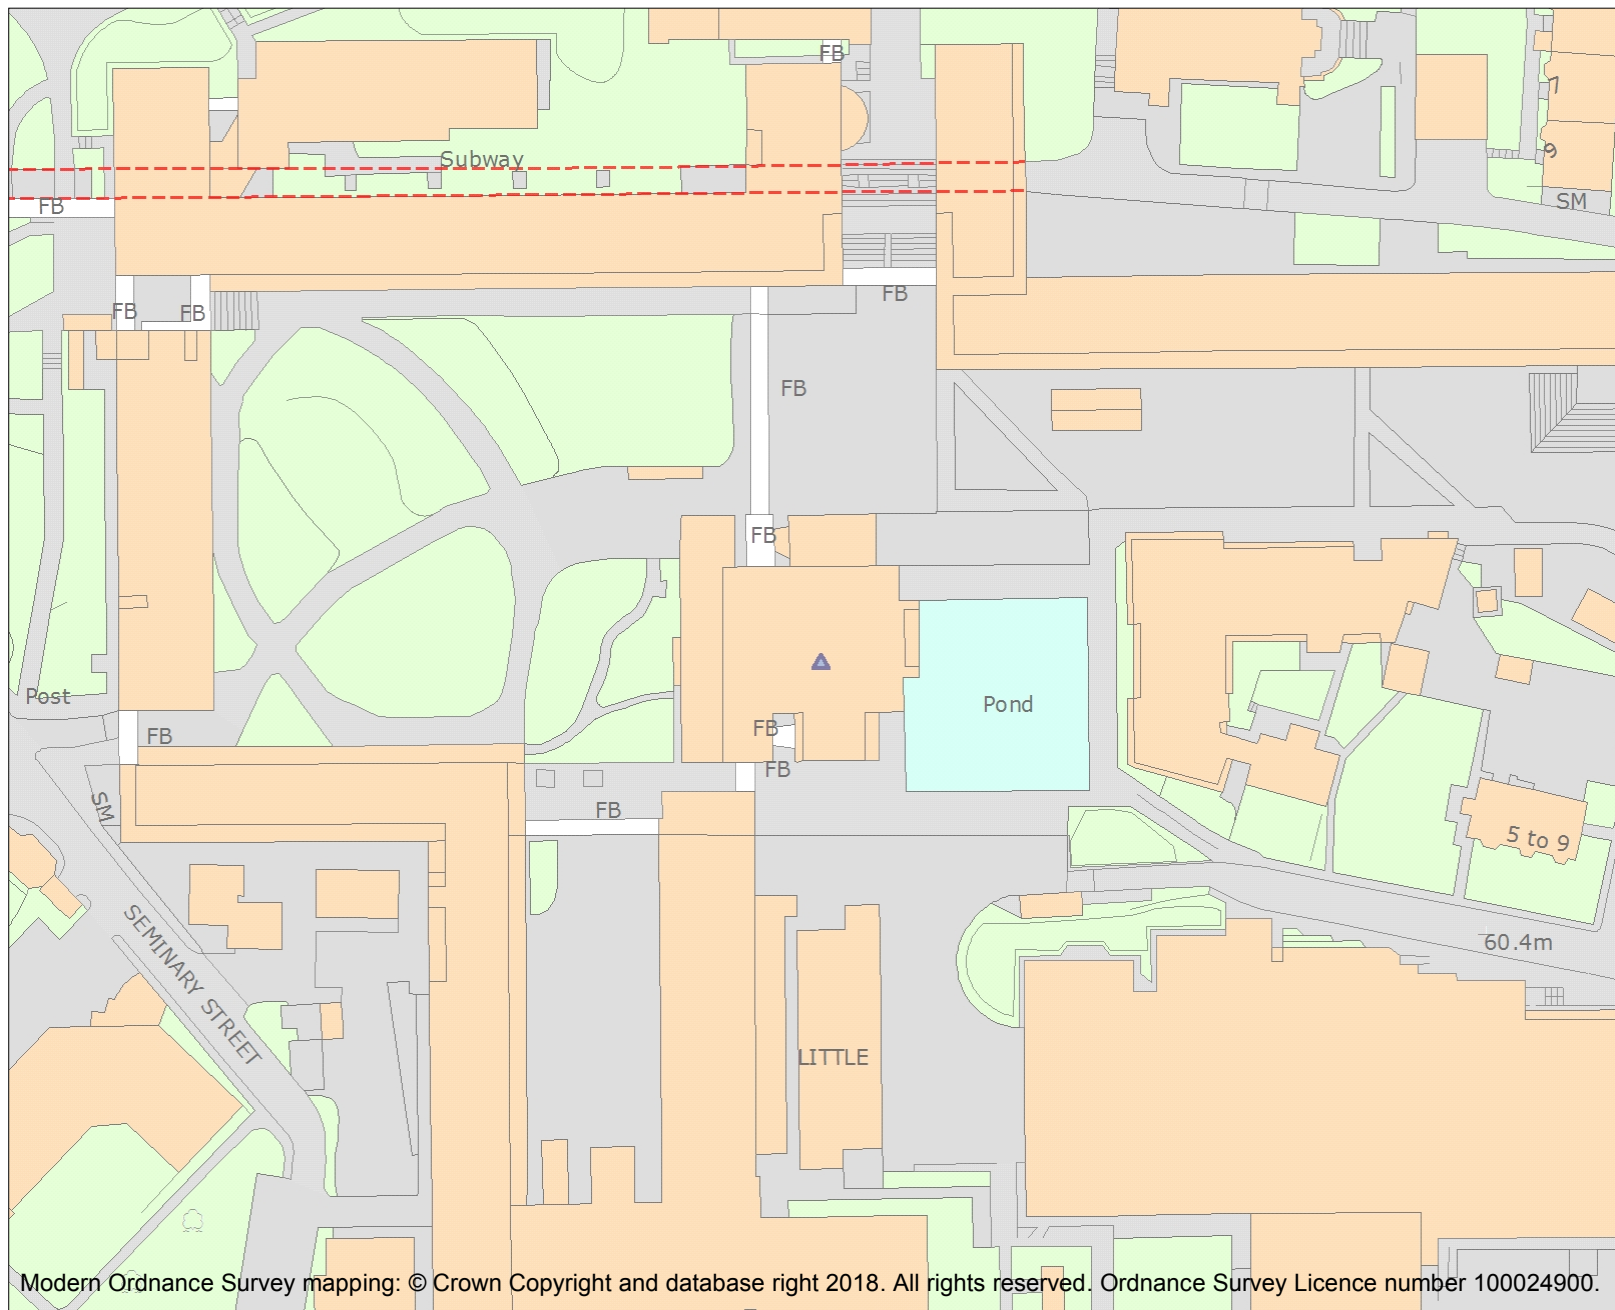 FB
7
Subway
9
SM
FB
FB
FB
FB
FB
FB
Post
Pond
FB
FB
FB
SM
FB
5 to 9
SEMINARY STREET
60.4m
LITTLE
Modern Ordnance Survey mapping: © Crown Copyright and database right 2018. All rights reserved. Ordnance Survey Licence number 100024900.